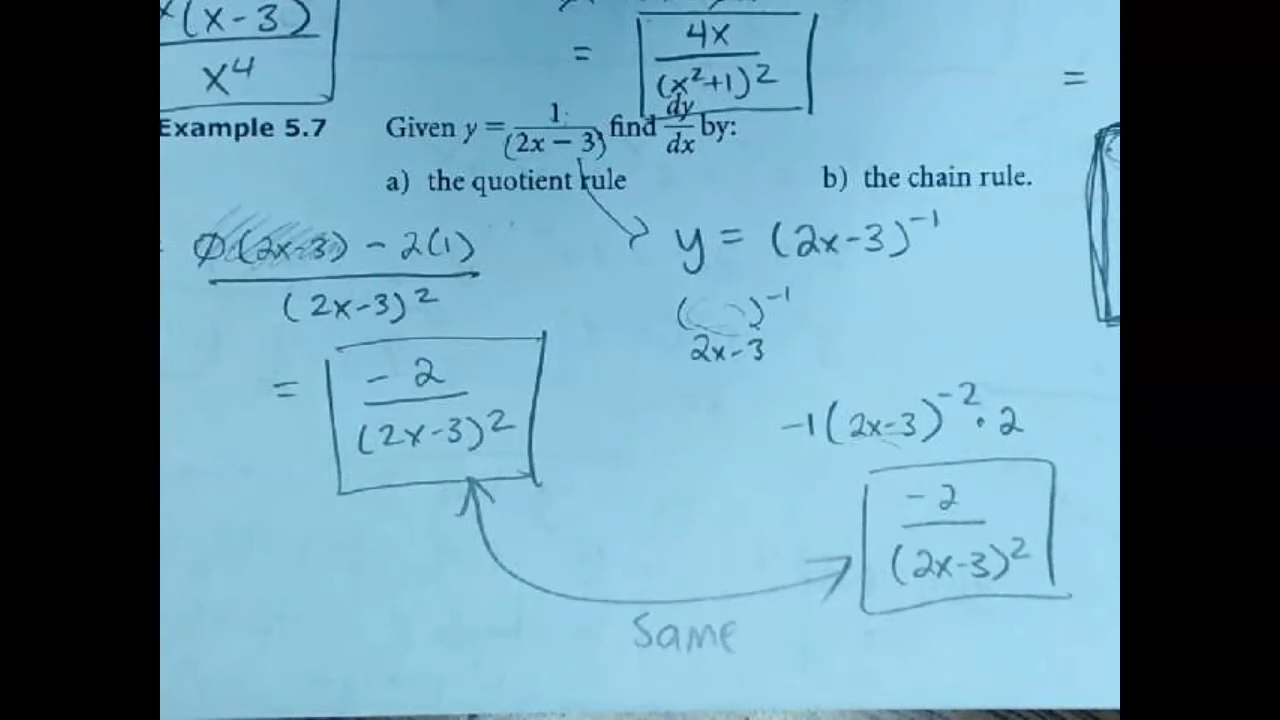 (x-3)
x⁴
= 4x
(x²+1)²
=
Example 5.7 Given y = 1/(2x − 3), find dy/dx by:
a) the quotient rule
b) the chain rule.
0(2x-3) - 2(1)
(2x-3)²
= -2
(2x-3)²
y = (2x-3)⁻¹
( )⁻¹
2x-3
-1(2x-3)⁻² · 2
-2
(2x-3)²
Same